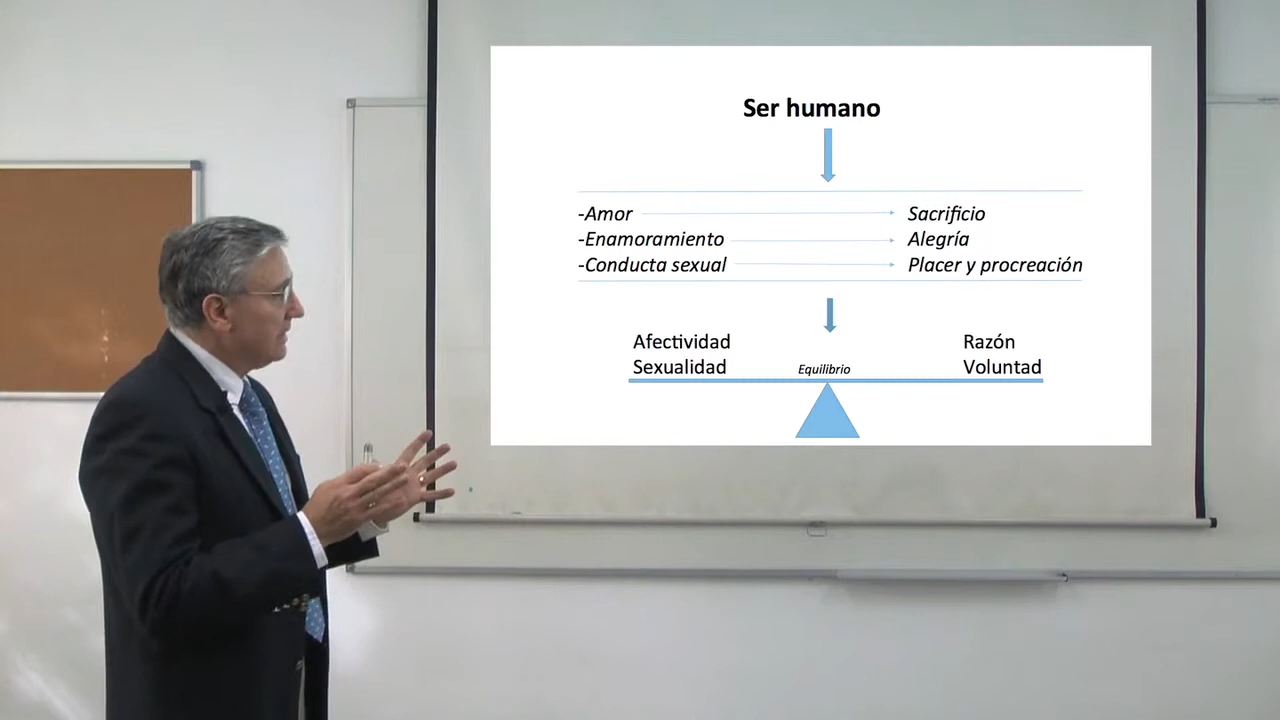 Ser humano
-Amor Sacrificio
-Enamoramiento Alegría
-Conducta sexual Placer y procreación
Afectividad Razón
Sexualidad Equilibrio Voluntad